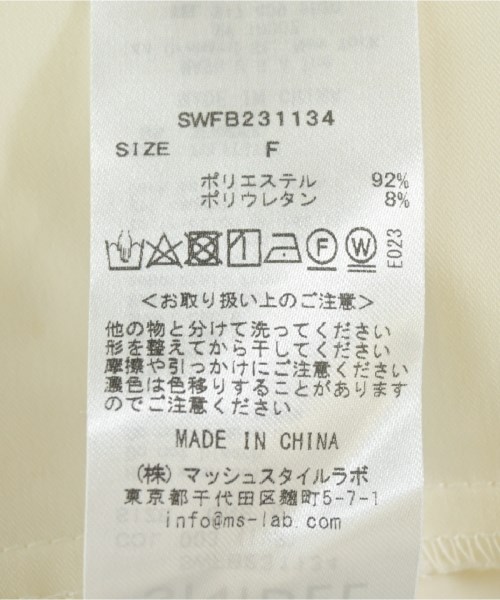 SWFB231134
SIZE F
ポリエステル 92%
ポリウレタン 8%
F W E023
<お取り扱い上のご注意>
他の物と分けて洗ってください
形を整えてから干してください
摩擦や引っかけにご注意ください
濃色は色移りすることがあります
のでご注意ください
MADE IN CHINA
(株) マッシュスタイルラボ
東京都千代田区麹町5-7-1
info@ms-lab.com